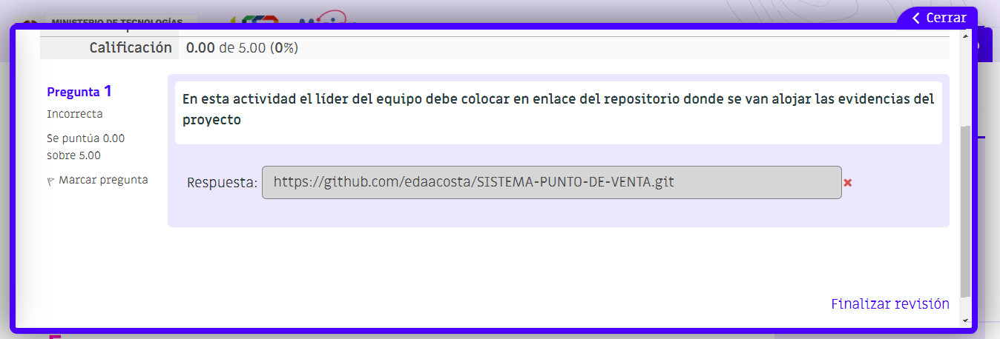 Cerrar
MINISTERIO DE TECNOLOGÍAS
Calificación 0.00 de 5.00 (0%)
Pregunta 1
Incorrecta
Se puntúa 0.00
sobre 5.00
Marcar pregunta
En esta actividad el líder del equipo debe colocar en enlace del repositorio donde se van alojar las evidencias del
proyecto
Respuesta: https://github.com/edaacosta/SISTEMA-PUNTO-DE-VENTA.git
Finalizar revisión